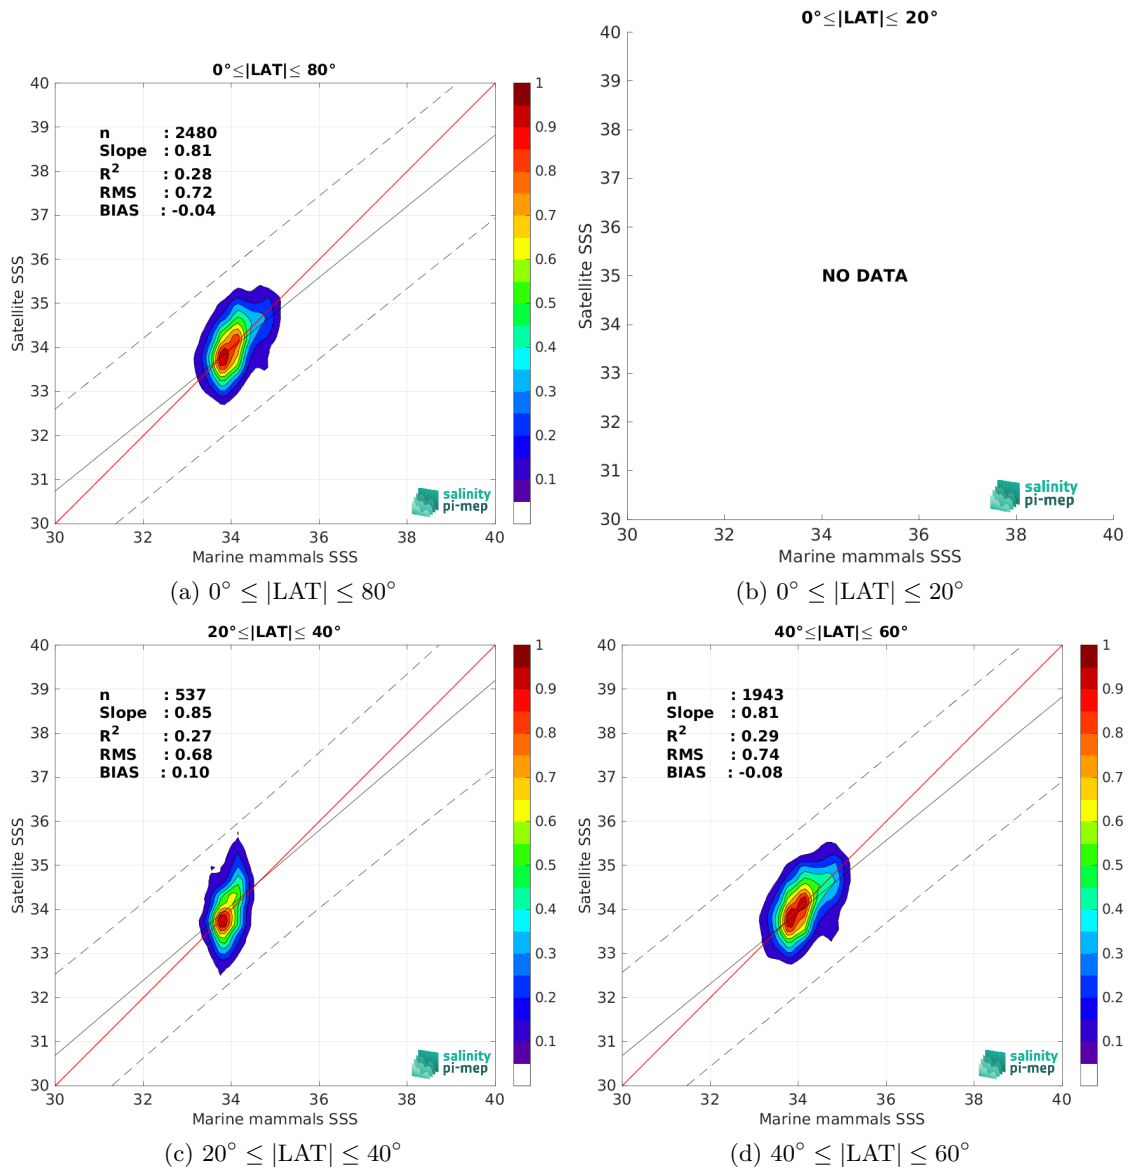 0°≤|LAT|≤ 80°
n : 2480
Slope : 0.81
R² : 0.28
RMS : 0.72
BIAS : -0.04
40
39
38
37
36
35
34
33
32
31
30
Satellite SSS
30 32 34 36 38 40
Marine mammals SSS
1
0.9
0.8
0.7
0.6
0.5
0.4
0.3
0.2
0.1
salinity
pi-mep
(a) 0° ≤ |LAT| ≤ 80°
0°≤|LAT|≤ 20°
40
39
38
37
36
35
34
33
32
31
30
Satellite SSS
NO DATA
salinity
pi-mep
30 32 34 36 38 40
Marine mammals SSS
(b) 0° ≤ |LAT| ≤ 20°
20°≤|LAT|≤ 40°
n : 537
Slope : 0.85
R² : 0.27
RMS : 0.68
BIAS : 0.10
40
39
38
37
36
35
34
33
32
31
30
Satellite SSS
30 32 34 36 38 40
Marine mammals SSS
1
0.9
0.8
0.7
0.6
0.5
0.4
0.3
0.2
0.1
salinity
pi-mep
(c) 20° ≤ |LAT| ≤ 40°
40°≤|LAT|≤ 60°
n : 1943
Slope : 0.81
R² : 0.29
RMS : 0.74
BIAS : -0.08
40
39
38
37
36
35
34
33
32
31
30
Satellite SSS
30 32 34 36 38 40
Marine mammals SSS
1
0.9
0.8
0.7
0.6
0.5
0.4
0.3
0.2
0.1
salinity
pi-mep
(d) 40° ≤ |LAT| ≤ 60°